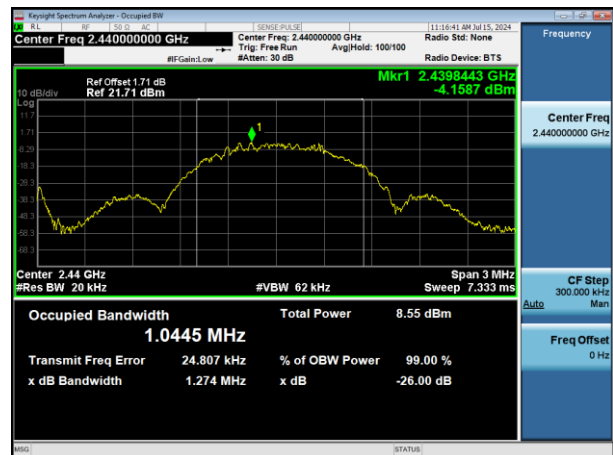 Keysight Spectrum Analyzer - Occupied BW
RL RF 50 Ω AC SENSE:PULSE 11:16:41 AM Jul 15, 2024
Center Freq 2.440000000 GHz
Center Freq: 2.440000000 GHz Radio Std: None
Trig: Free Run Avg|Hold: 100/100
#IFGain:Low #Atten: 30 dB Radio Device: BTS
Ref Offset 1.71 dB
10 dB/div Ref 21.71 dBm
Mkr1 2.4398443 GHz
-4.1587 dBm
Log
11.7
1.71
1
-8.29
-18.3
-28.3
-38.3
-48.3
-58.3
-68.3
Center 2.44 GHz Span 3 MHz
#Res BW 20 kHz #VBW 62 kHz Sweep 7.333 ms
Occupied Bandwidth Total Power 8.55 dBm
1.0445 MHz
Transmit Freq Error 24.807 kHz % of OBW Power 99.00 %
x dB Bandwidth 1.274 MHz x dB -26.00 dB
MSG STATUS
Frequency
Center Freq
2.440000000 GHz
CF Step
300.000 kHz
Auto Man
Freq Offset
0 Hz